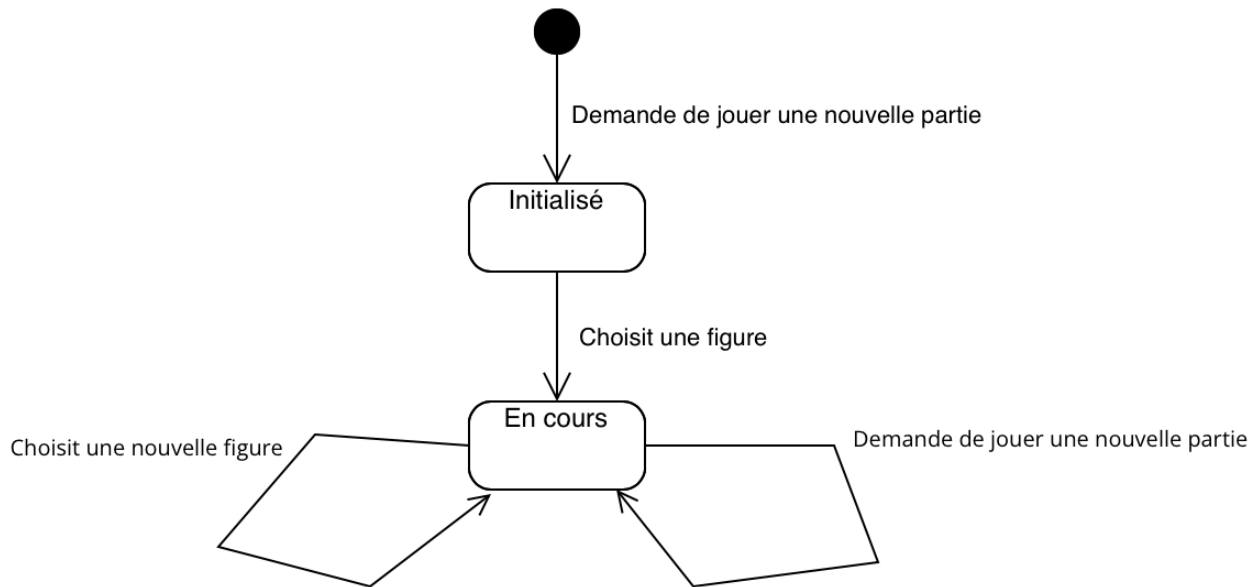 Demande de jouer une nouvelle partie
Initialisé
Choisit une figure
En cours
Choisit une nouvelle figure
Demande de jouer une nouvelle partie